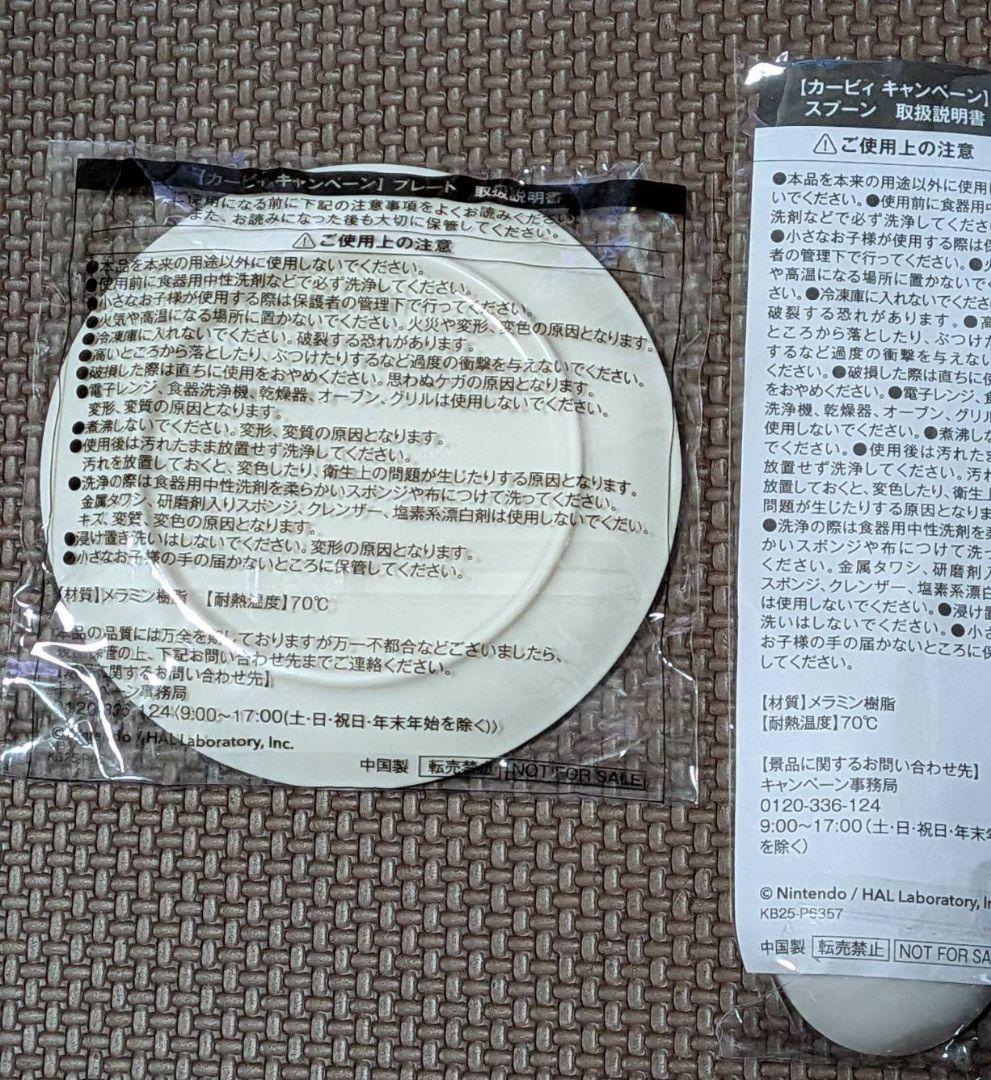 【カービィ キャンペーン】 プレート 取扱説明書
使用になる前に下記の注意事項をよくお読みください。
また、お読みになった後も大切に保管してください。
⚠ご使用上の注意
●本品を本来の用途以外に使用しないでください。
●使用前に食器用中性洗剤などで必ず洗浄してください。
●小さなお子様が使用する際は保護者の管理下で行ってください。
●火気や高温になる場所に置かないでください。火災や変形、変色の原因となります。
●冷凍庫に入れないでください。破裂する恐れがあります。
●高いところから落としたり、ぶつけたりするなど過度の衝撃を与えないでください。
●破損した際は直ちに使用をおやめください。思わぬケガの原因となります。
●電子レンジ、食器洗浄機、乾燥器、オーブン、グリルは使用しないでください。
変形、変質の原因となります。
●煮沸しないでください。変形、変質の原因となります。
●使用後は汚れたまま放置せず洗浄してください。
汚れを放置しておくと、変色したり、衛生上の問題が生じたりする原因となります。
●洗浄の際は食器用中性洗剤を柔らかいスポンジや布につけて洗ってください。
金属タワシ、研磨剤入りスポンジ、クレンザー、塩素系漂白剤は使用しないでください。
キズ、変質、変色の原因となります。
●浸け置き洗いはしないでください。変形の原因となります。
●小さなお子様の手の届かないところに保管してください。
【材質】メラミン樹脂 【耐熱温度】70℃
本品の品質には万全を期しておりますが万一不都合などございましたら、
保管の上、下記お問い合わせ先までご連絡ください。
関するお問い合わせ先】
キャンペーン事務局
0120-336-124〈9:00〜17:00(土・日・祝日・年末年始を除く)〉
© Nintendo / HAL Laboratory, Inc.
KB25-P
中国製 転売禁止 NOT FOR SALE
【カービィ キャンペーン】
スプーン 取扱説明書
⚠ご使用上の注意
●本品を本来の用途以外に使用し
いでください。●使用前に食器用中
洗剤などで必ず洗浄してください
●小さなお子様が使用する際は保
者の管理下で行ってください。●火
や高温になる場所に置かないでく
さい。●冷凍庫に入れないでくださ
破裂する恐れがあります。●高
ところから落としたり、ぶつけた
するなど過度の衝撃を与えない
ください。●破損した際は直ちに使
をおやめください。●電子レンジ、食
洗浄機、乾燥器、オーブン、グリル
使用しないでください。●煮沸しな
でください。●使用後は汚れたま
放置せず洗浄してください。汚れ
放置しておくと、変色したり、衛生上
問題が生じたりする原因となりま
●洗浄の際は食器用中性洗剤を柔
かいスポンジや布につけて洗っ
ください。金属タワシ、研磨剤入
スポンジ、クレンザー、塩素系漂白
は使用しないでください。●浸け置
洗いはしないでください。●小さ
お子様の手の届かないところに保
してください。
【材質】メラミン樹脂
【耐熱温度】70℃
【景品に関するお問い合わせ先】
キャンペーン事務局
0120-336-124
9:00〜17:00(土・日・祝日・年末年
を除く)
© Nintendo / HAL Laboratory, In
KB25-P6357
中国製 転売禁止 NOT FOR SA